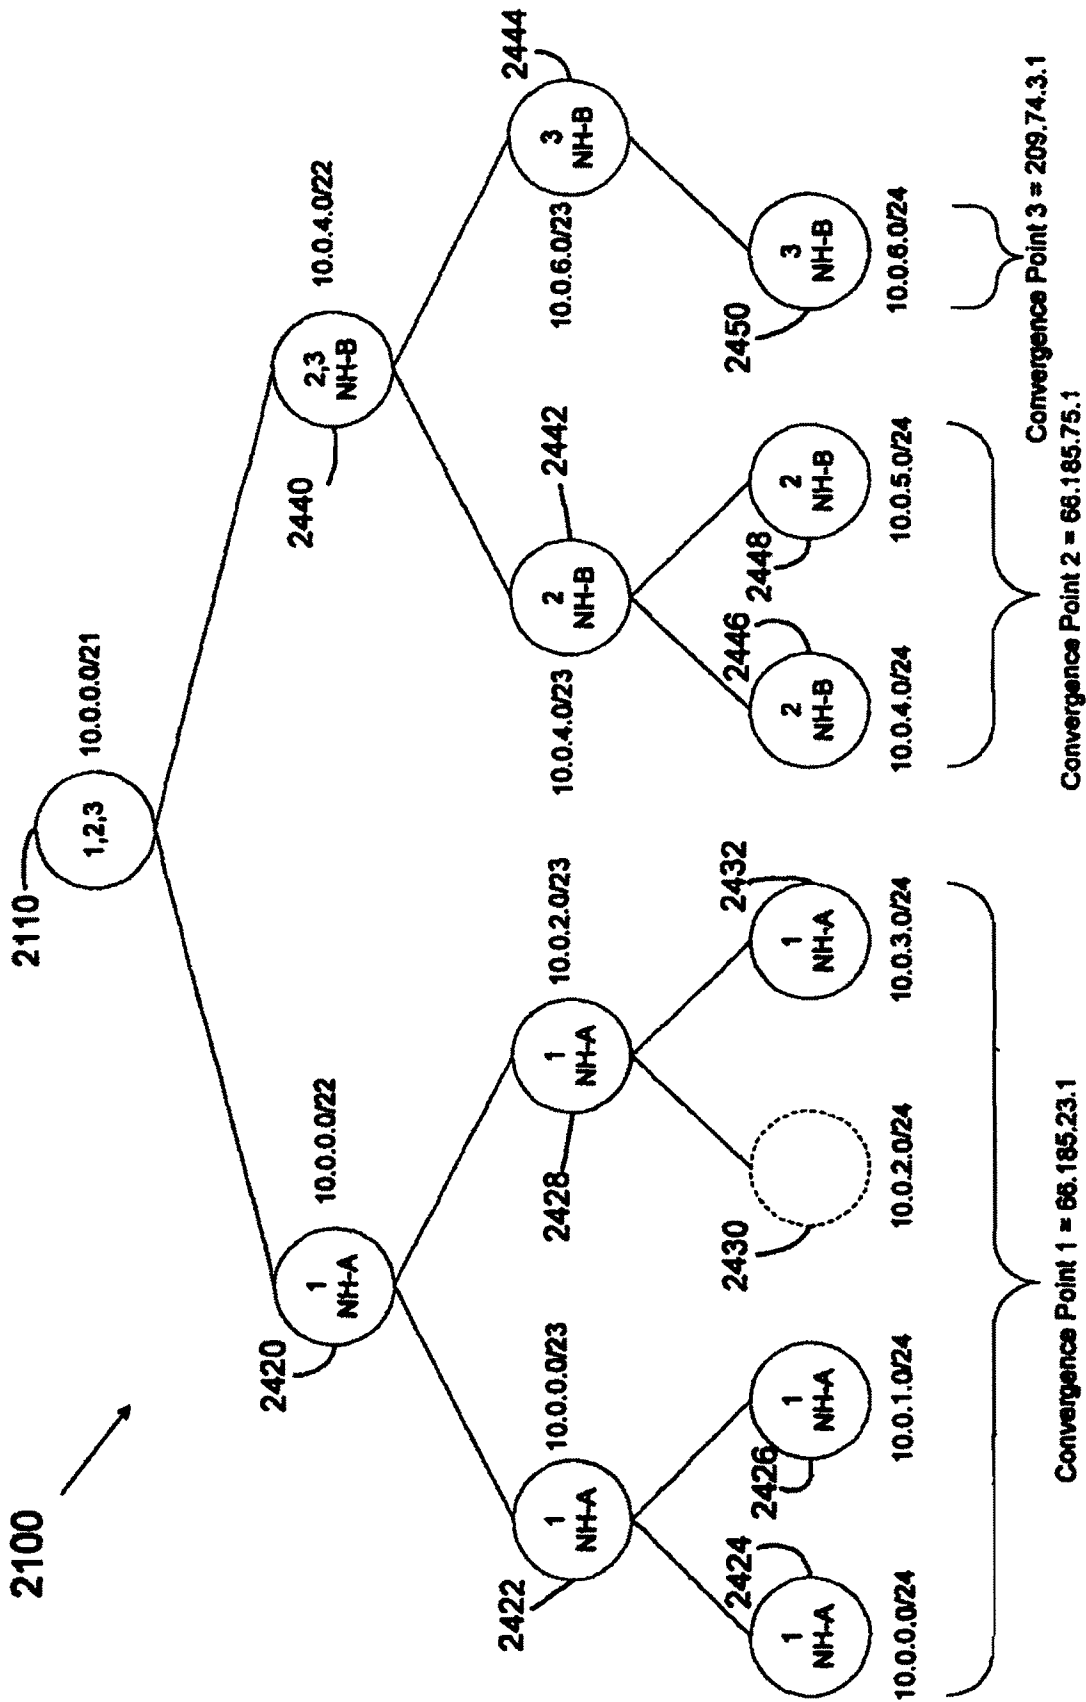 2100
2110
1,2,3
10.0.0.0/21
2420
1
NH-A
10.0.0.0/22
2440
2,3
NH-B
10.0.4.0/22
2422
1
NH-A
10.0.0.0/23
2428
1
NH-A
10.0.2.0/23
10.0.4.0/23
2
NH-B
2442
10.0.6.0/23
3
NH-B
2444
1
NH-A
2424
2426
1
NH-A
2430
1
NH-A
2432
2
NH-B
2446
2448
2
NH-B
2450
3
NH-B
10.0.0.0/24
10.0.1.0/24
10.0.2.0/24
10.0.3.0/24
10.0.4.0/24
10.0.5.0/24
10.0.6.0/24
Convergence Point 1 = 66.185.23.1
Convergence Point 2 = 66.185.75.1
Convergence Point 3 = 209.74.3.1